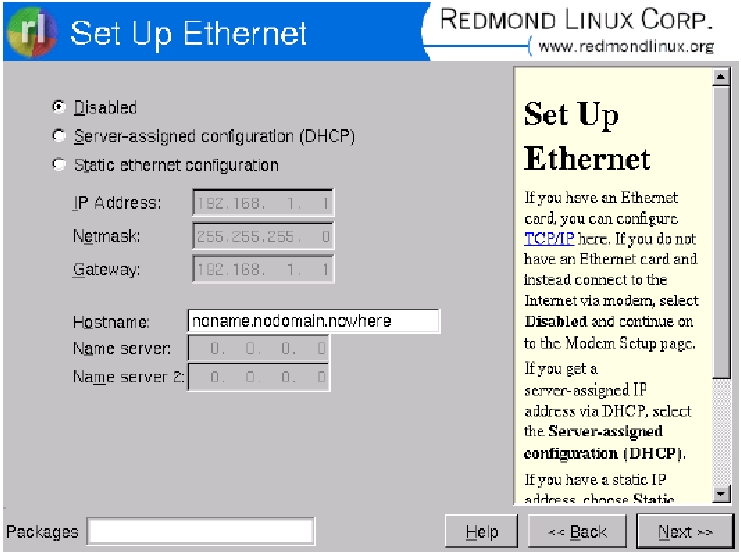 rl
Set Up Ethernet
REDMOND LINUX CORP.
www.redmondlinux.org
Disabled
Server-assigned configuration (DHCP)
Static ethernet configuration
IP Address: 192.168. 1. 1
Netmask: 255.255.255. 0
Gateway: 192.168. 1. 1
Hostname: noname.nodomain.nowhere
Name server: 0. 0. 0. 0
Name server 2: 0. 0. 0. 0
Set Up
Ethernet
If you have an Ethernet
card, you can configure
TCP/IP here. If you do not
have an Ethernet card and
instead connect to the
Internet via modem, select
Disabled and continue on
to the Modem Setup page.
If you get a
server-assigned IP
address via DHCP, select
the Server-assigned
configuration (DHCP).
If you have a static IP
address, choose Static
Packages
Help
<< Back
Next >>